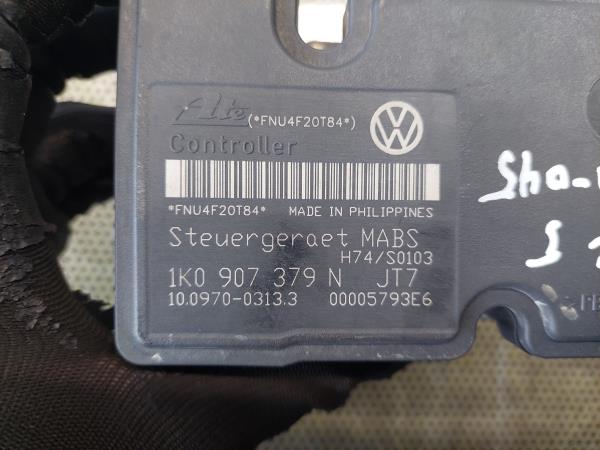 Ate (*FNU4F20T84*)
Controller
*FNU4F20T84* MADE IN PHILIPPINES
Steuergeraet MABS
H74/S0103
1K0 907 379 N JT7
10.0970-0313.3 00005793E6